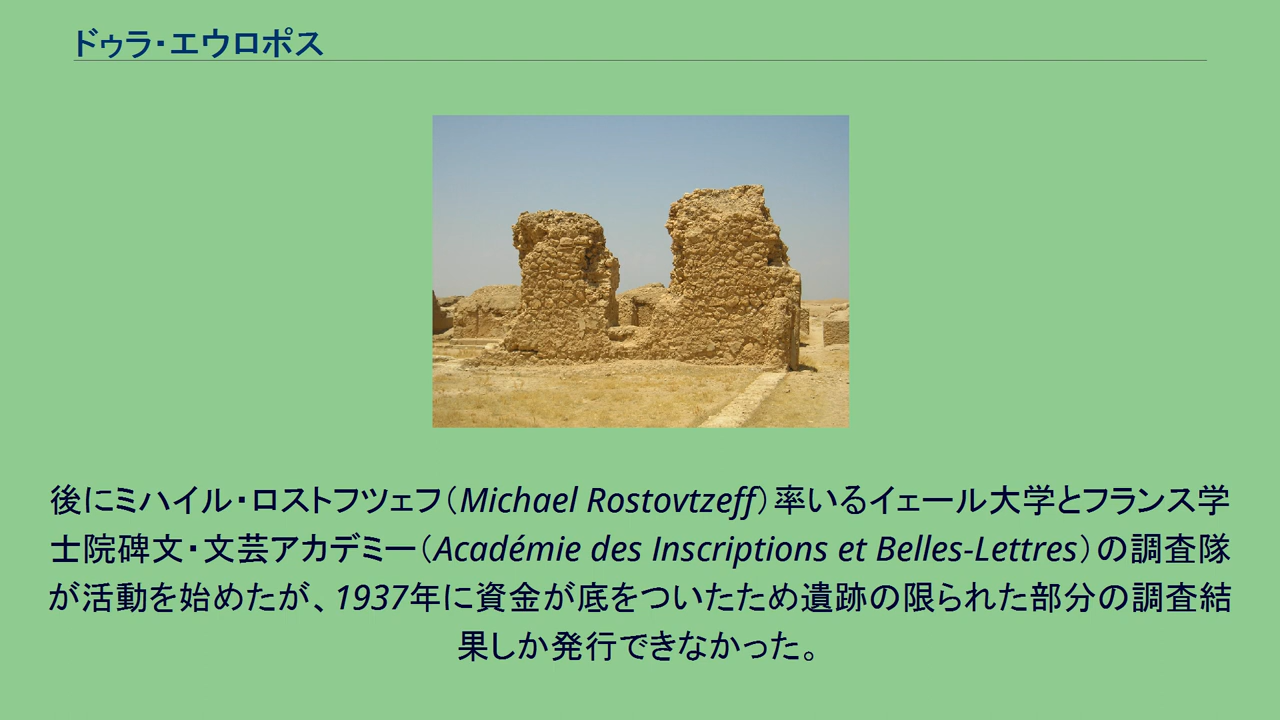 ドゥラ・エウロポス
後にミハイル・ロストフツェフ（Michael Rostovtzeff）率いるイェール大学とフランス学
士院碑文・文芸アカデミー（Académie des Inscriptions et Belles-Lettres）の調査隊
が活動を始めたが、1937年に資金が底をついたため遺跡の限られた部分の調査結
果しか発行できなかった。